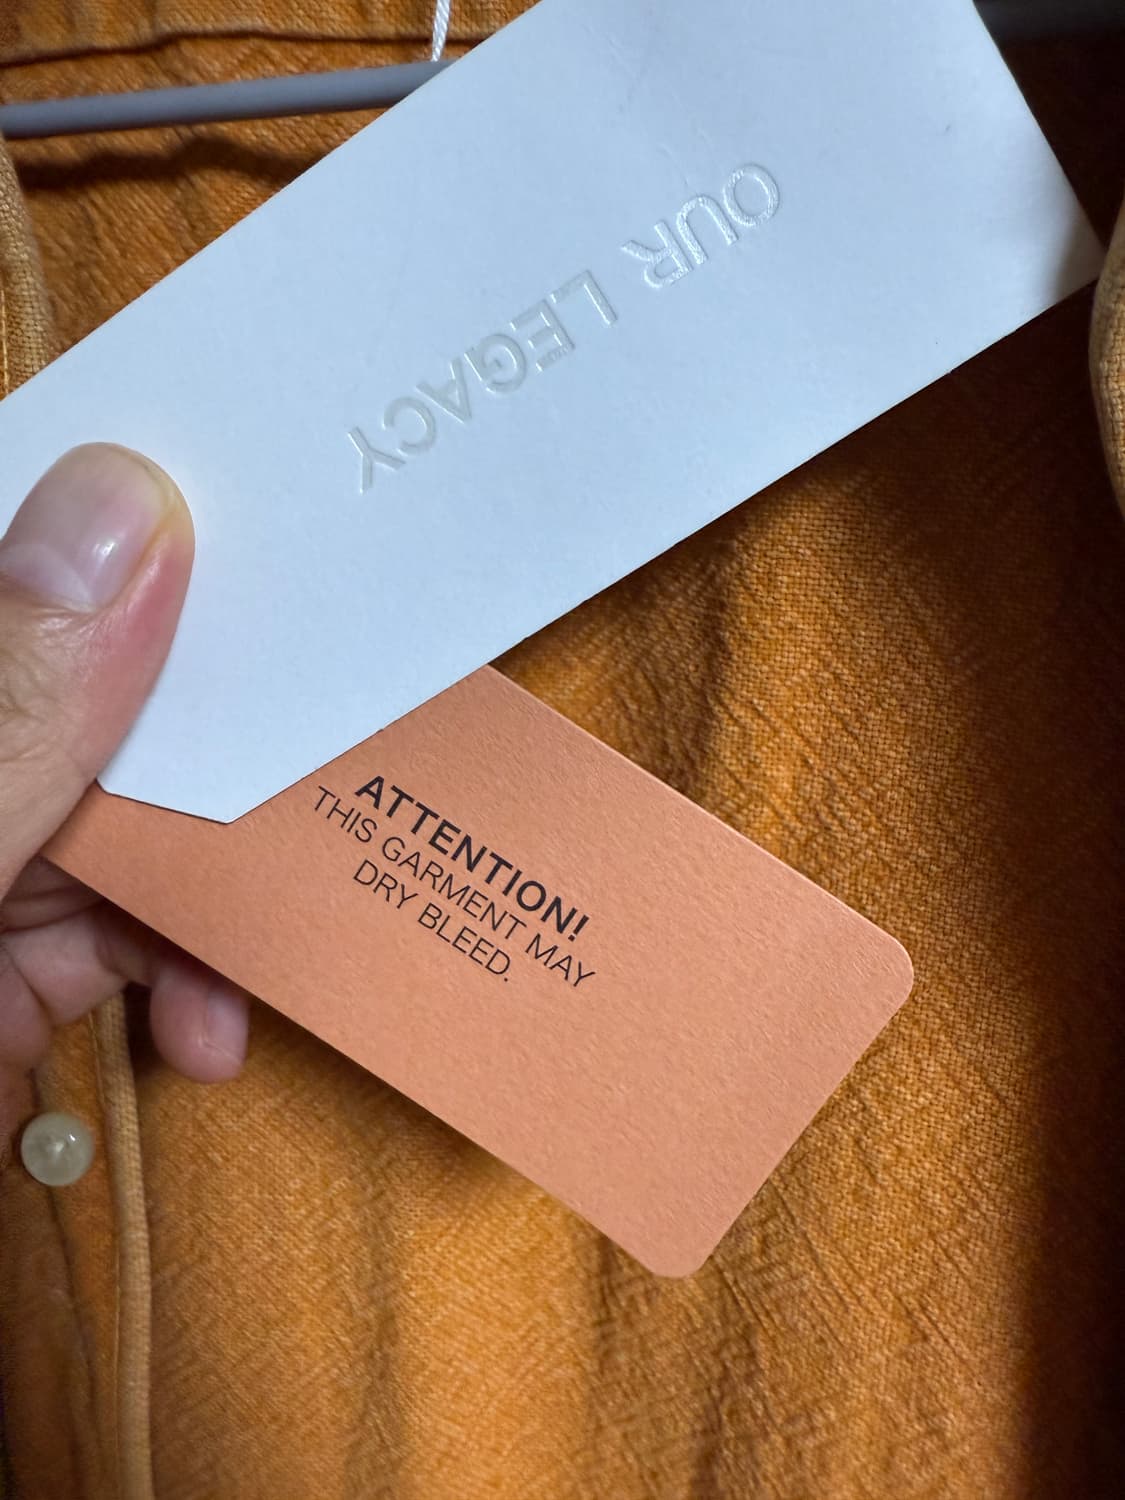 OUR LEGACY
ATTENTION!
THIS GARMENT MAY
DRY BLEED.